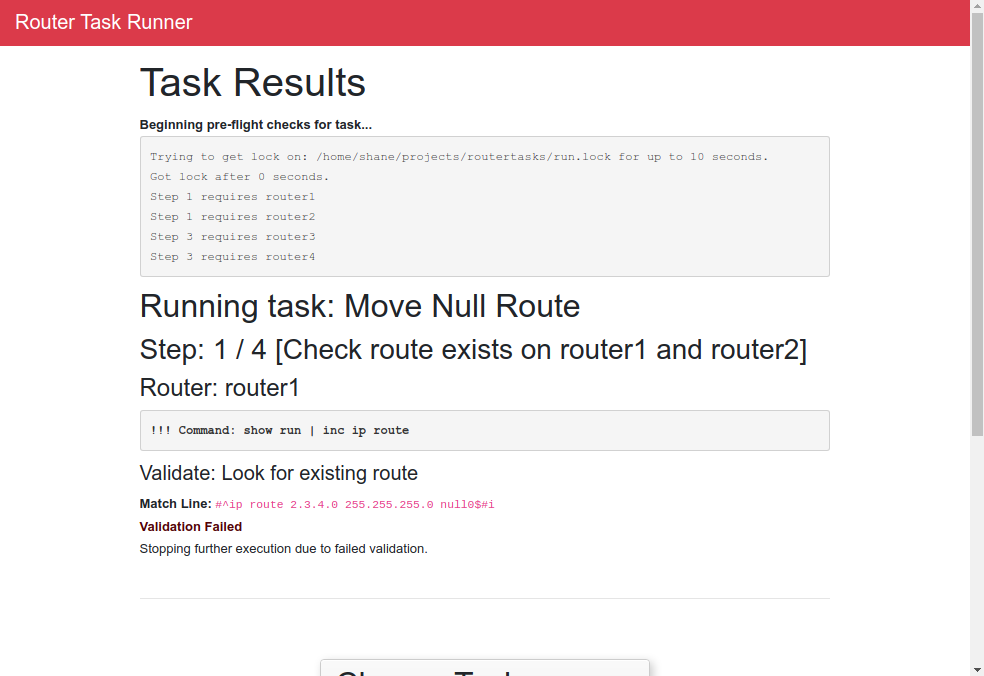 Router Task Runner
Task Results
Beginning pre-flight checks for task...
Trying to get lock on: /home/shane/projects/routertasks/run.lock for up to 10 seconds.
Got lock after 0 seconds.
Step 1 requires router1
Step 1 requires router2
Step 3 requires router3
Step 3 requires router4
Running task: Move Null Route
Step: 1 / 4 [Check route exists on router1 and router2]
Router: router1
!!! Command: show run | inc ip route
Validate: Look for existing route
Match Line: #^ip route 2.3.4.0 255.255.255.0 null0$#i
Validation Failed
Stopping further execution due to failed validation.